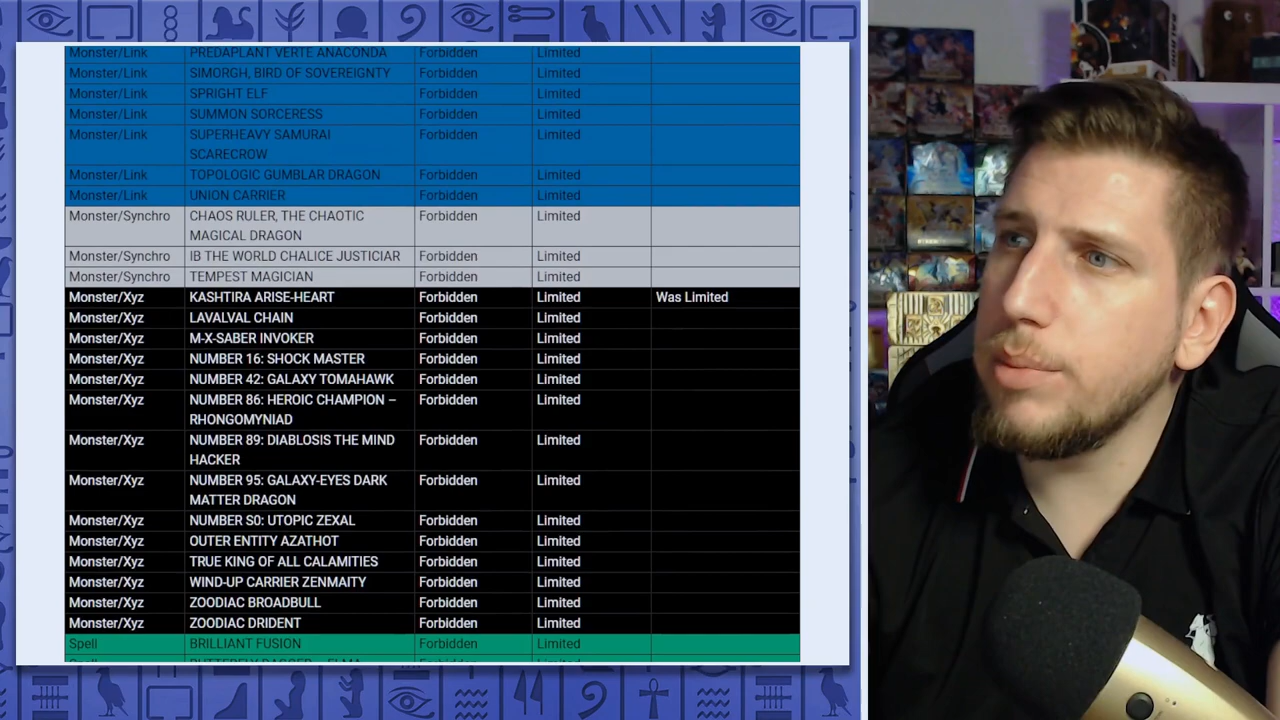 Monster/Link PREDAPLANT VERTE ANACONDA Forbidden Limited
Monster/Link SIMORGH, BIRD OF SOVEREIGNTY Forbidden Limited
Monster/Link SPRIGHT ELF Forbidden Limited
Monster/Link SUMMON SORCERESS Forbidden Limited
Monster/Link SUPERHEAVY SAMURAI Forbidden Limited
SCARECROW
Monster/Link TOPOLOGIC GUMBLAR DRAGON Forbidden Limited
Monster/Link UNION CARRIER Forbidden Limited
Monster/Synchro CHAOS RULER, THE CHAOTIC Forbidden Limited
MAGICAL DRAGON
Monster/Synchro IB THE WORLD CHALICE JUSTICIAR Forbidden Limited
Monster/Synchro TEMPEST MAGICIAN Forbidden Limited
Monster/Xyz KASHTIRA ARISE-HEART Forbidden Limited Was Limited
Monster/Xyz LAVALVAL CHAIN Forbidden Limited
Monster/Xyz M-X-SABER INVOKER Forbidden Limited
Monster/Xyz NUMBER 16: SHOCK MASTER Forbidden Limited
Monster/Xyz NUMBER 42: GALAXY TOMAHAWK Forbidden Limited
Monster/Xyz NUMBER 86: HEROIC CHAMPION – Forbidden Limited
RHONGOMYNIAD
Monster/Xyz NUMBER 89: DIABLOSIS THE MIND Forbidden Limited
HACKER
Monster/Xyz NUMBER 95: GALAXY-EYES DARK Forbidden Limited
MATTER DRAGON
Monster/Xyz NUMBER S0: UTOPIC ZEXAL Forbidden Limited
Monster/Xyz OUTER ENTITY AZATHOT Forbidden Limited
Monster/Xyz TRUE KING OF ALL CALAMITIES Forbidden Limited
Monster/Xyz WIND-UP CARRIER ZENMAITY Forbidden Limited
Monster/Xyz ZOODIAC BROADBULL Forbidden Limited
Monster/Xyz ZOODIAC DRIDENT Forbidden Limited
Spell BRILLIANT FUSION Forbidden Limited